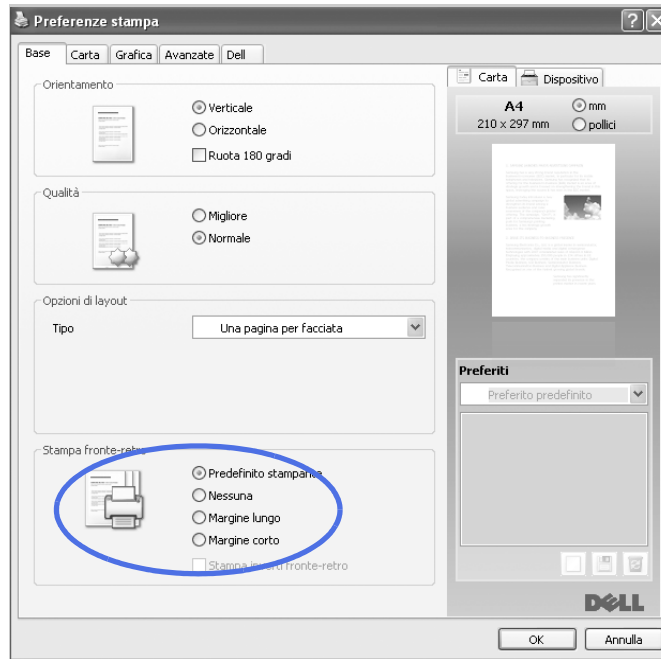 Preferenze stampa
Base Carta Grafica Avanzate Dell
Orientamento
Verticale
Orizzontale
Ruota 180 gradi
Qualità
Migliore
Normale
Opzioni di layout
Tipo Una pagina per facciata
Stampa fronte-retro
Predefinito stampante
Nessuna
Margine lungo
Margine corto
Stampa inserti fronte-retro
Carta Dispositivo
A4 mm
210 x 297 mm pollici
Preferiti
Preferito predefinito
DELL
OK Annulla